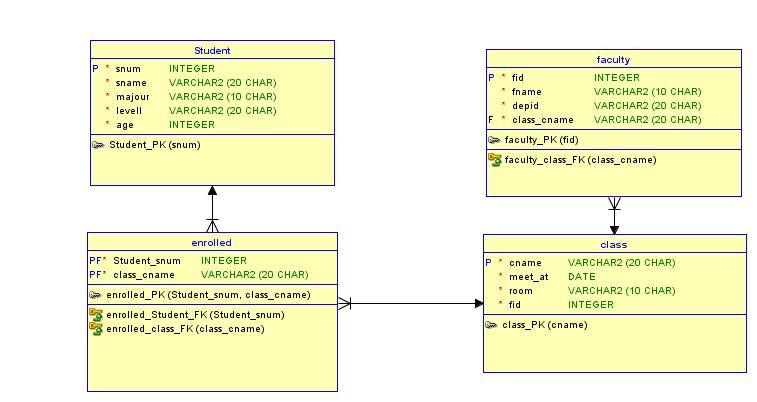 Student
P * snum INTEGER
* sname VARCHAR2 (20 CHAR)
* majour VARCHAR2 (10 CHAR)
* levell VARCHAR2 (20 CHAR)
* age INTEGER
Student_PK (snum)
faculty
P * fid INTEGER
* fname VARCHAR2 (10 CHAR)
* depid VARCHAR2 (20 CHAR)
F * class_cname VARCHAR2 (20 CHAR)
faculty_PK (fid)
faculty_class_FK (class_cname)
enrolled
PF* Student_snum INTEGER
PF* class_cname VARCHAR2 (20 CHAR)
enrolled_PK (Student_snum, class_cname)
enrolled_Student_FK (Student_snum)
enrolled_class_FK (class_cname)
class
P * cname VARCHAR2 (20 CHAR)
* meet_at DATE
* room VARCHAR2 (10 CHAR)
* fid INTEGER
class_PK (cname)